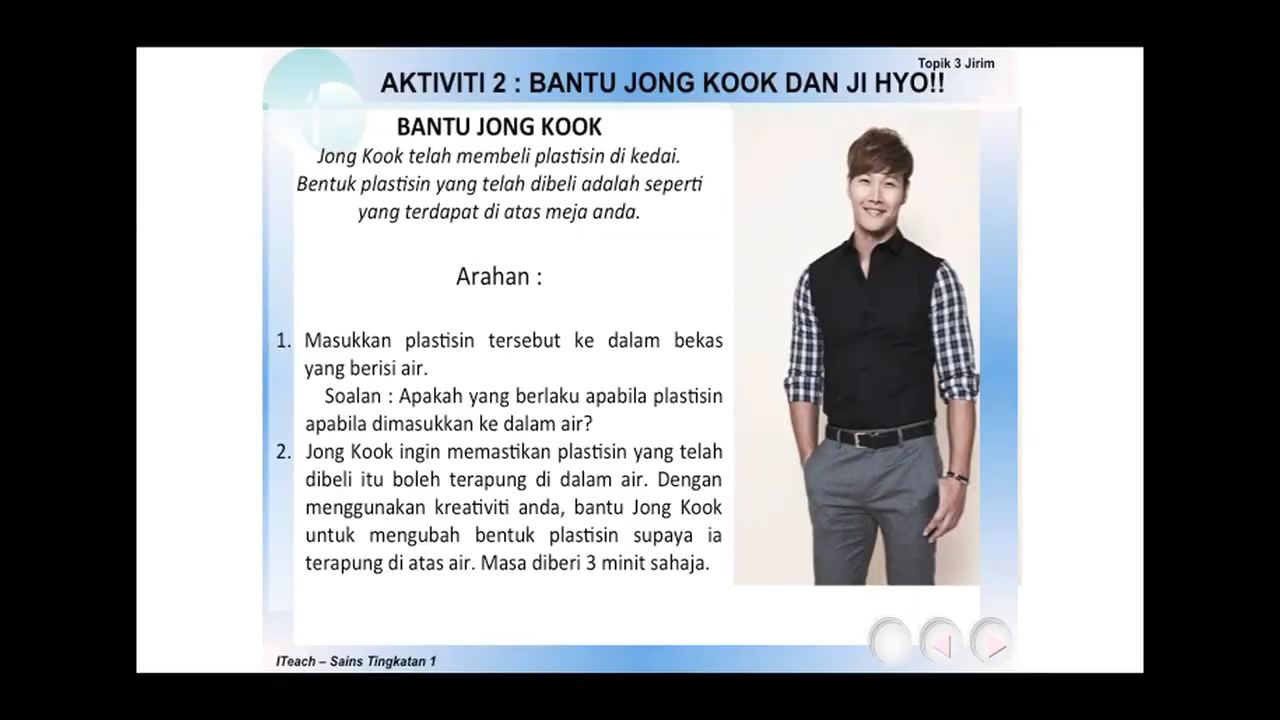 Topik 3 Jirim
AKTIVITI 2 : BANTU JONG KOOK DAN JI HYO!!
BANTU JONG KOOK
Jong Kook telah membeli plastisin di kedai.
Bentuk plastisin yang telah dibeli adalah seperti
yang terdapat di atas meja anda.
Arahan :
1. Masukkan plastisin tersebut ke dalam bekas
yang berisi air.
Soalan : Apakah yang berlaku apabila plastisin
apabila dimasukkan ke dalam air?
2. Jong Kook ingin memastikan plastisin yang telah
dibeli itu boleh terapung di dalam air. Dengan
menggunakan kreativiti anda, bantu Jong Kook
untuk mengubah bentuk plastisin supaya ia
terapung di atas air. Masa diberi 3 minit sahaja.
ITeach – Sains Tingkatan 1